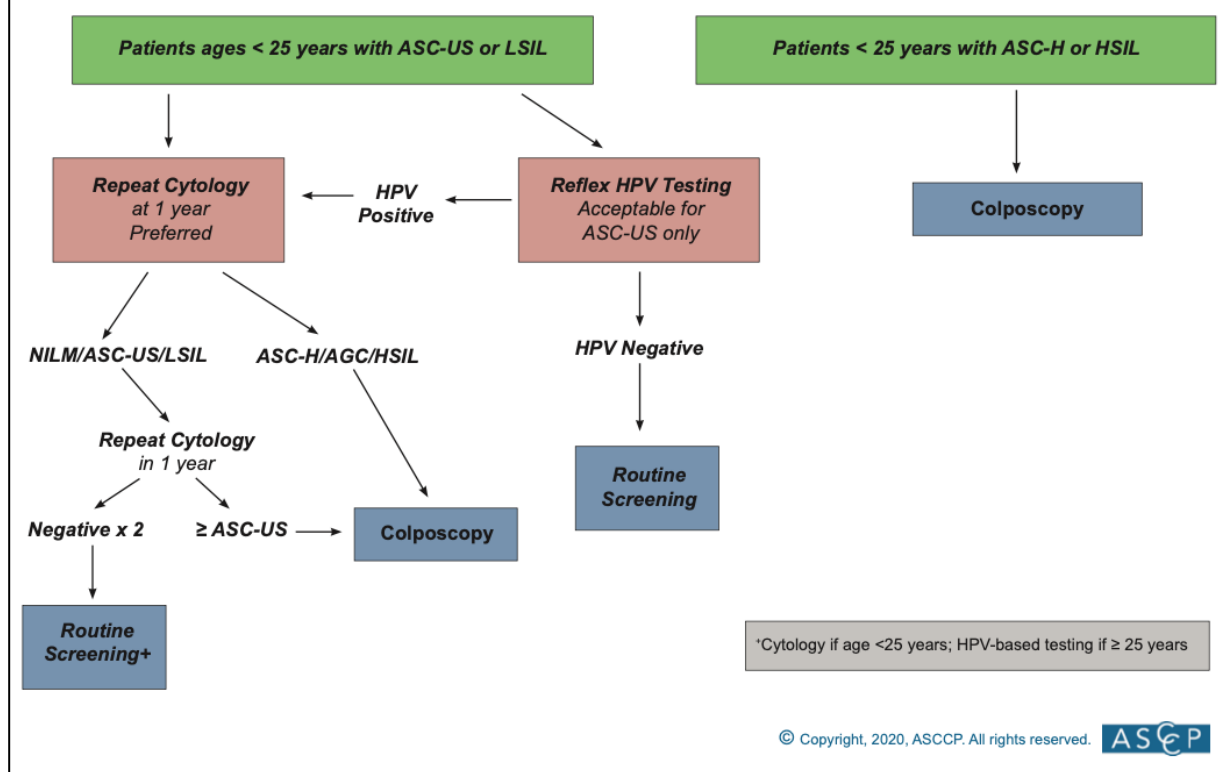 Patients ages < 25 years with ASC-US or LSIL
Patients < 25 years with ASC-H or HSIL
Repeat Cytology
at 1 year
Preferred
HPV
Positive
Reflex HPV Testing
Acceptable for
ASC-US only
Colposcopy
NILM/ASC-US/LSIL
ASC-H/AGC/HSIL
HPV Negative
Repeat Cytology
in 1 year
Routine
Screening
Negative x 2
≥ ASC-US
Colposcopy
Routine
Screening+
+Cytology if age <25 years; HPV-based testing if ≥ 25 years
© Copyright, 2020, ASCCP. All rights reserved.
ASCCP